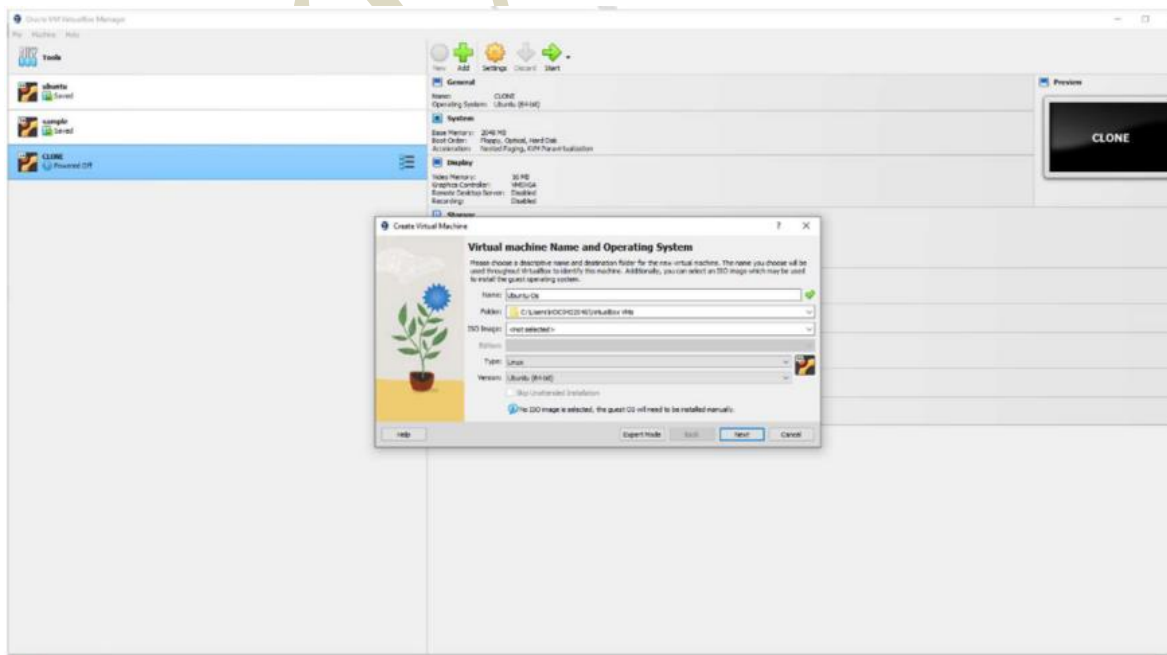 Oracle VM VirtualBox Manager
File Machine Help
Tools
New Add Settings Discard Start
ubuntu
Saved
sample
Saved
CLONE
Powered Off
General
Name: CLONE
Operating System: Ubuntu (64-bit)
System
Base Memory: 2048 MB
Boot Order: Floppy, Optical, Hard Disk
Acceleration: Nested Paging, KVM Paravirtualization
Display
Video Memory: 16 MB
Graphics Controller: VMSVGA
Remote Desktop Server: Disabled
Recording: Disabled
Storage
Preview
CLONE
Create Virtual Machine
Virtual machine Name and Operating System
Please choose a descriptive name and destination folder for the new virtual machine. The name you choose will be
used throughout VirtualBox to identify this machine. Additionally, you can select an ISO image which may be used
to install the guest operating system.
Name: Ubuntu Os
Folder: VirtualBox VMs
ISO Image: <not selected>
Edition:
Type: Linux
Version: Ubuntu (64-bit)
Skip Unattended Installation
No ISO image is selected, the guest OS will need to be installed manually.
Help Expert Mode Back Next Cancel